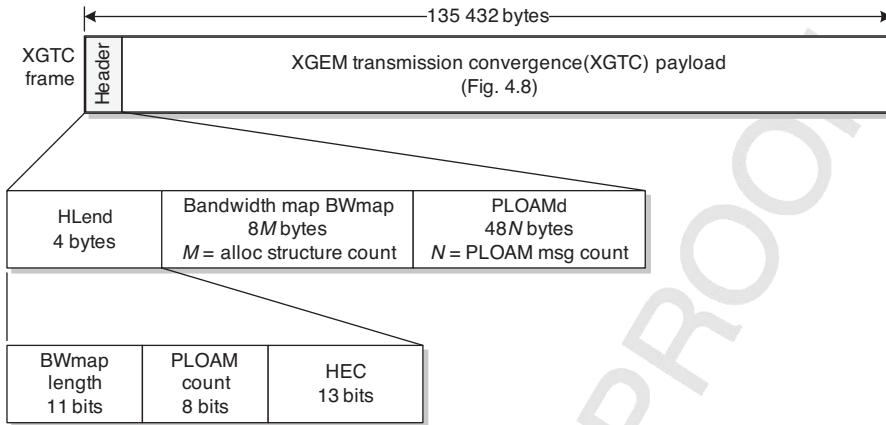 135 432 bytes
XGTC
frame
Header
XGEM transmission convergence(XGTC) payload
(Fig. 4.8)
HLend
4 bytes
Bandwidth map BWmap
8M bytes
M = alloc structure count
PLOAMd
48N bytes
N = PLOAM msg count
BWmap
length
11 bits
PLOAM
count
8 bits
HEC
13 bits
PROOF